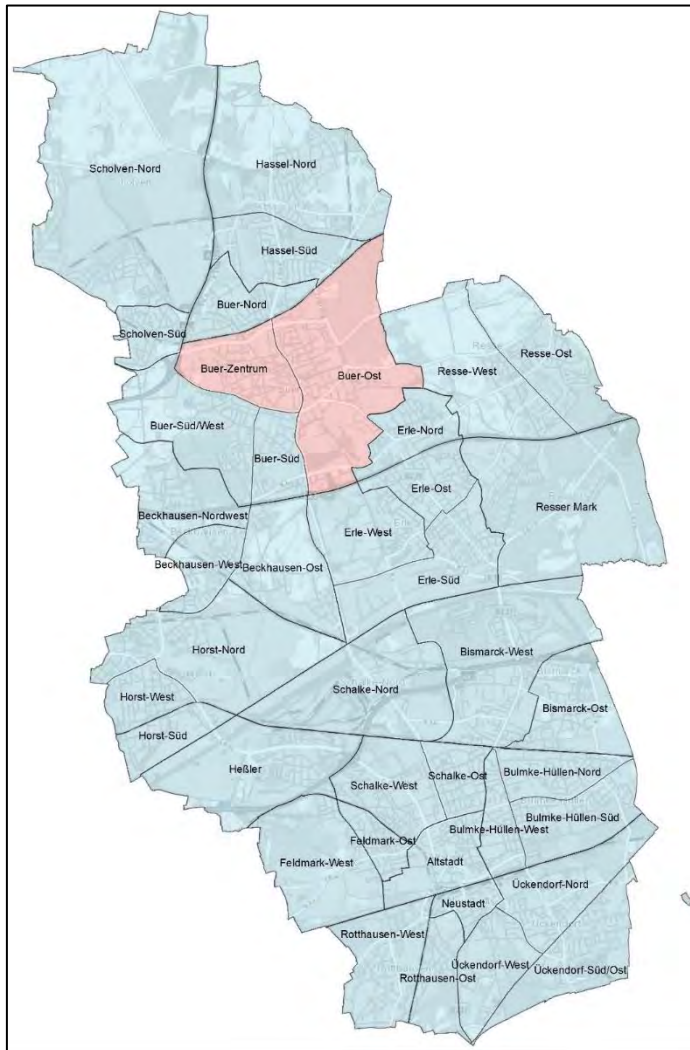 Scholven-Nord
Hassel-Nord
Hassel-Süd
Buer-Nord
Scholven-Süd
Buer-Zentrum
Buer-Ost
Resse-West
Resse-Ost
Buer-Süd/West
Buer-Süd
Erle-Nord
Erle-Ost
Resser Mark
Beckhausen-Nordwest
Erle-West
Beckhausen-West
Beckhausen-Ost
Erle-Süd
Horst-Nord
Bismarck-West
Schalke-Nord
Horst-West
Bismarck-Ost
Horst-Süd
Heßler
Schalke-West
Schalke-Ost
Bulmke-Hüllen-Nord
Bulmke-Hüllen-Süd
Bulmke-Hüllen-West
Feldmark-Ost
Feldmark-West
Altstadt
Ückendorf-Nord
Neustadt
Rotthausen-West
Ückendorf-West
Ückendorf-Süd/Ost
Rotthausen-Ost